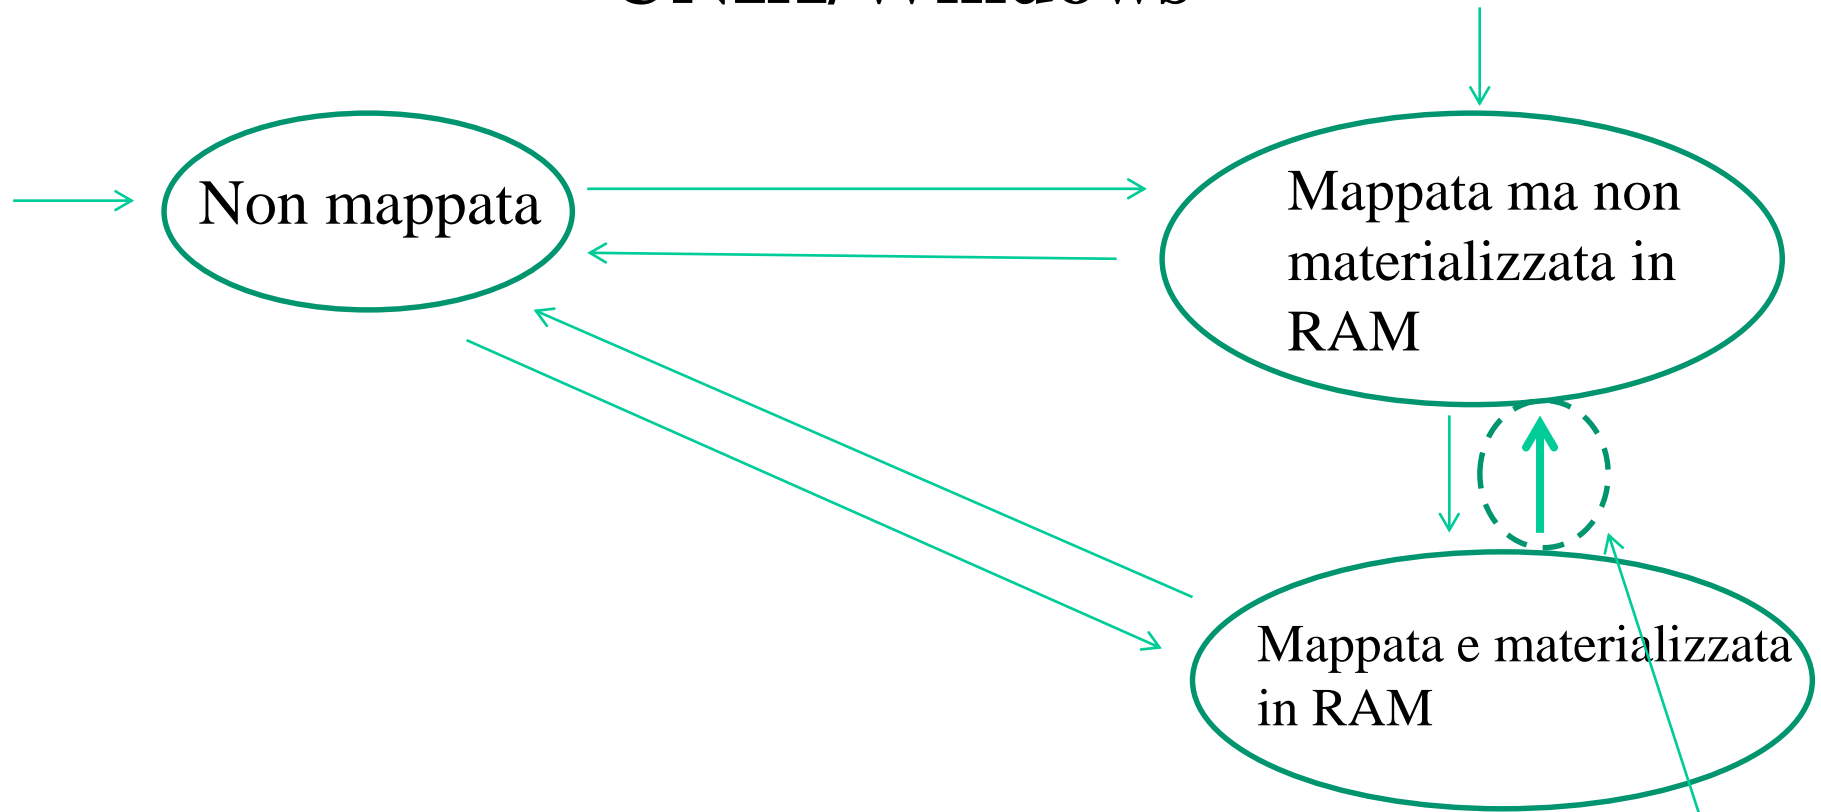 Non mappata
Mappata ma non
materializzata in
RAM
Mappata e materializzata
in RAM